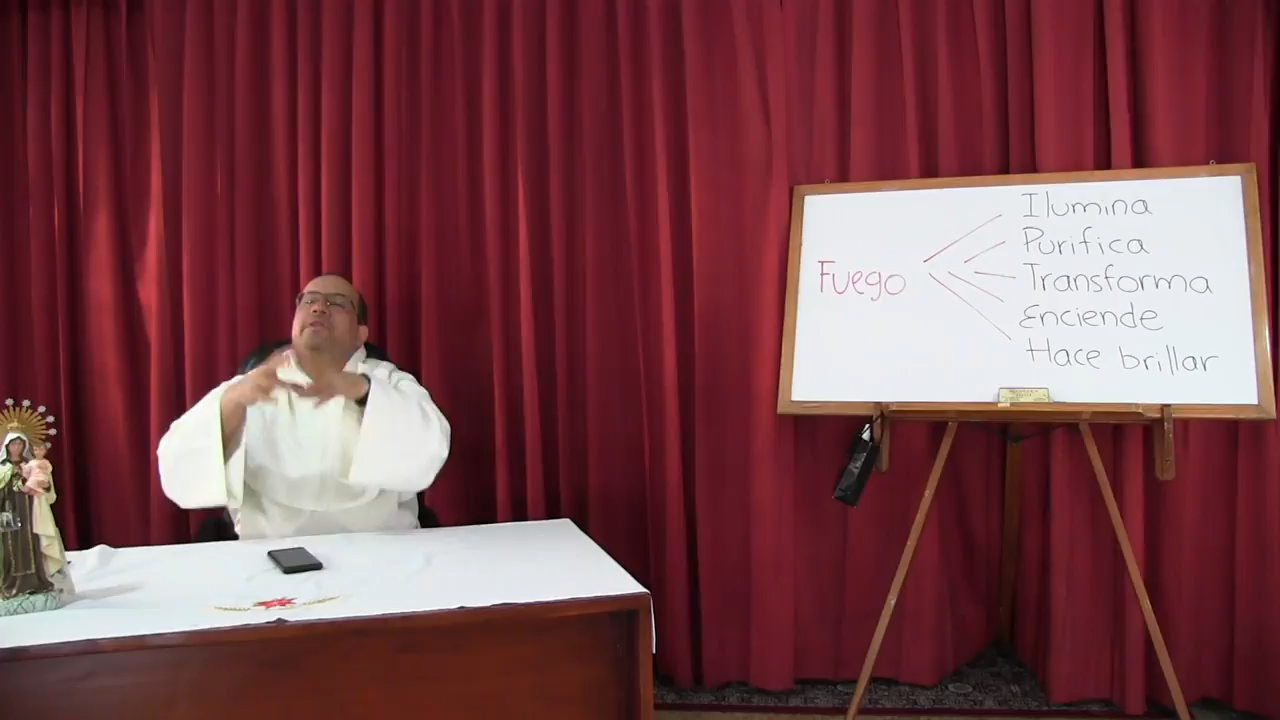 Fuego
Ilumina
Purifica
Transforma
Enciende
Hace brillar